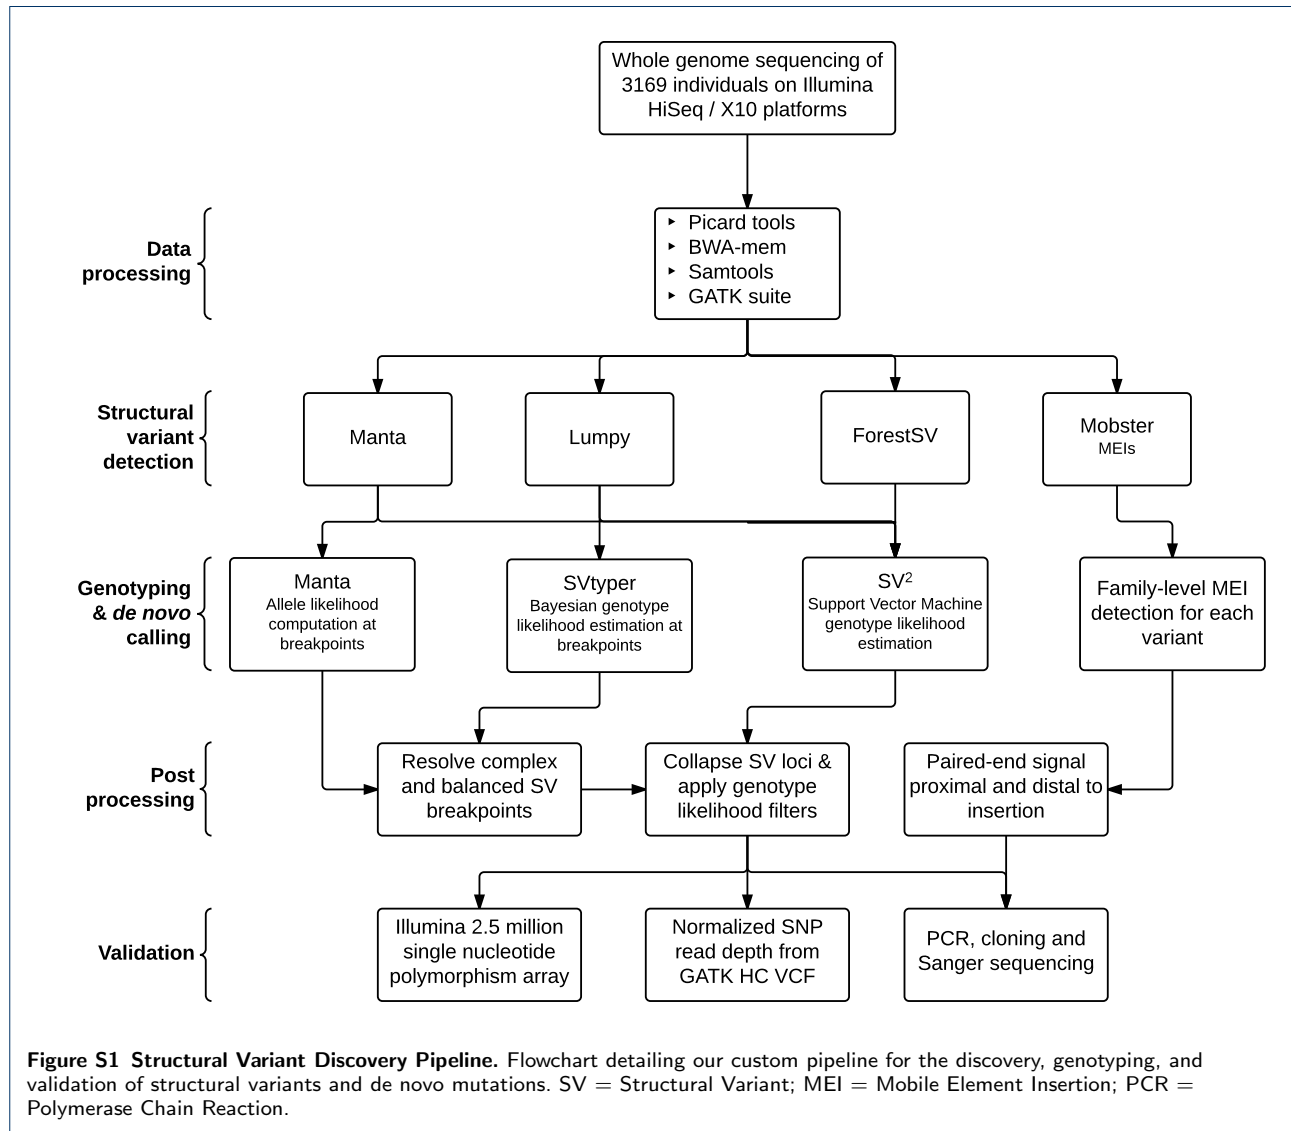 Whole genome sequencing of
3169 individuals on Illumina
HiSeq / X10 platforms
Data
processing
‣ Picard tools
‣ BWA-mem
‣ Samtools
‣ GATK suite
Structural
variant
detection
Manta
Lumpy
ForestSV
Mobster
MEIs
Genotyping
& de novo
calling
Manta
Allele likelihood
computation at
breakpoints
SVtyper
Bayesian genotype
likelihood estimation at
breakpoints
SV²
Support Vector Machine
genotype likelihood
estimation
Family-level MEI
detection for each
variant
Post
processing
Resolve complex
and balanced SV
breakpoints
Collapse SV loci &
apply genotype
likelihood filters
Paired-end signal
proximal and distal to
insertion
Validation
Illumina 2.5 million
single nucleotide
polymorphism array
Normalized SNP
read depth from
GATK HC VCF
PCR, cloning and
Sanger sequencing
Figure S1 Structural Variant Discovery Pipeline. Flowchart detailing our custom pipeline for the discovery, genotyping, and
validation of structural variants and de novo mutations. SV = Structural Variant; MEI = Mobile Element Insertion; PCR =
Polymerase Chain Reaction.